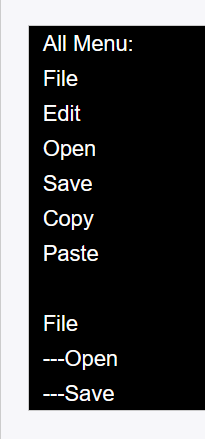 All Menu:
File
Edit
Open
Save
Copy
Paste

File
---Open
---Save